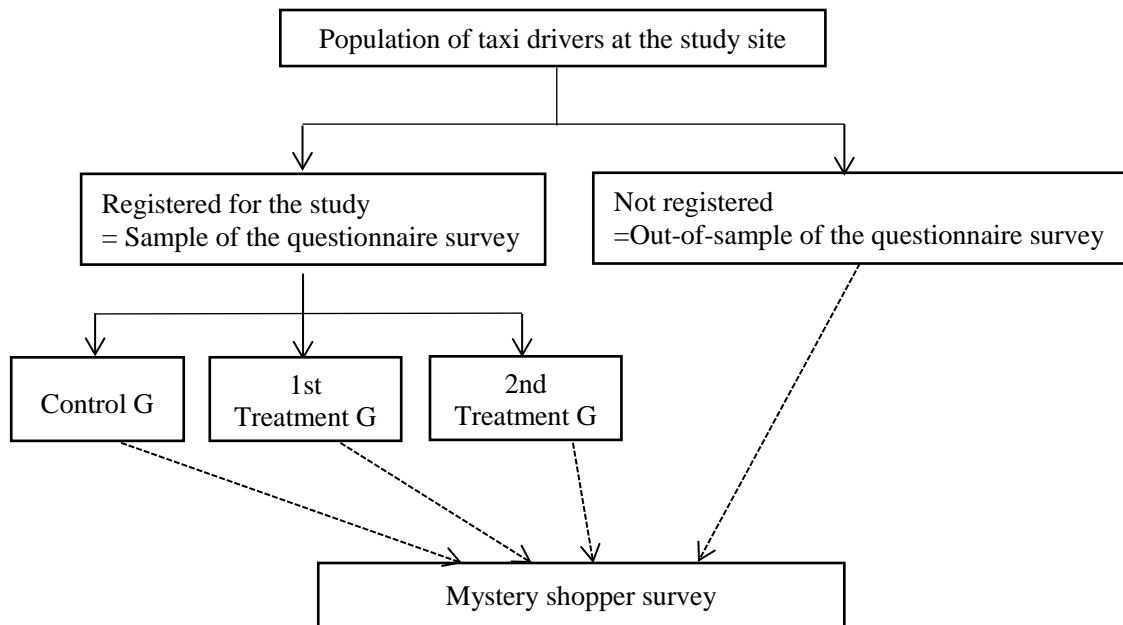 Population of taxi drivers at the study site
Registered for the study
= Sample of the questionnaire survey
Not registered
=Out-of-sample of the questionnaire survey
Control G
1st
Treatment G
2nd
Treatment G
Mystery shopper survey